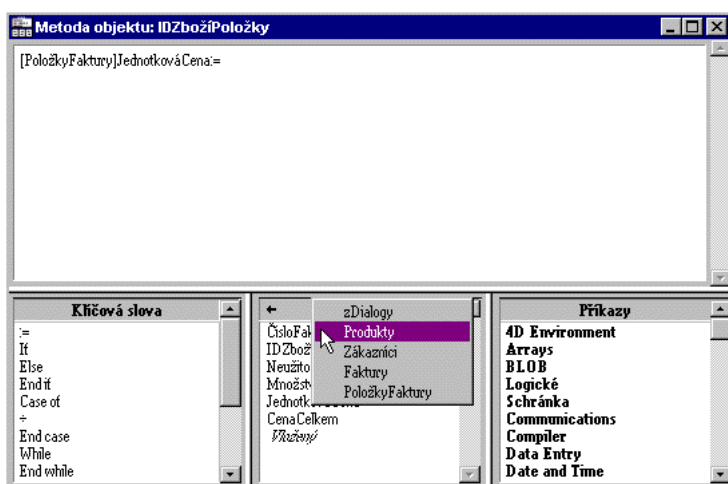 Metoda objektu: IDZbožíPoložky
[PoložkyFaktury]JednotkováCena:=
Klíčová slova
:=
If
Else
End if
Case of
÷
End case
While
End while
←
ČísloFak
IDZbož
Neužito
Množstv
Jednotk
CenaCelkem
Vložený
zDialogy
Produkty
Zákazníci
Faktury
PoložkyFaktury
Příkazy
4D Environment
Arrays
BLOB
Logické
Schránka
Communications
Compiler
Data Entry
Date and Time